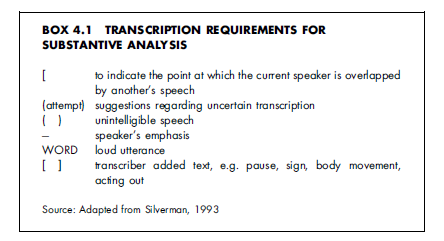 BOX 4.1 TRANSCRIPTION REQUIREMENTS FOR
SUBSTANTIVE ANALYSIS
[ to indicate the point at which the current speaker is overlapped
by another's speech
(attempt) suggestions regarding uncertain transcription
( ) unintelligible speech
— speaker's emphasis
WORD loud utterance
[ ] transcriber added text, e.g. pause, sign, body movement,
acting out
Source: Adapted from Silverman, 1993